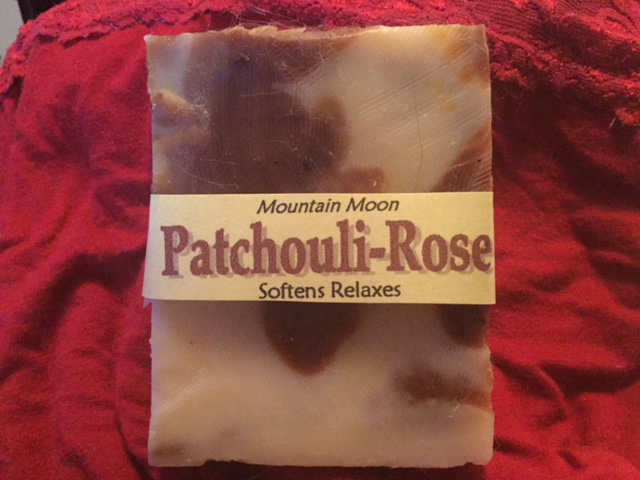 Mountain Moon
Patchouli-Rose
Softens Relaxes